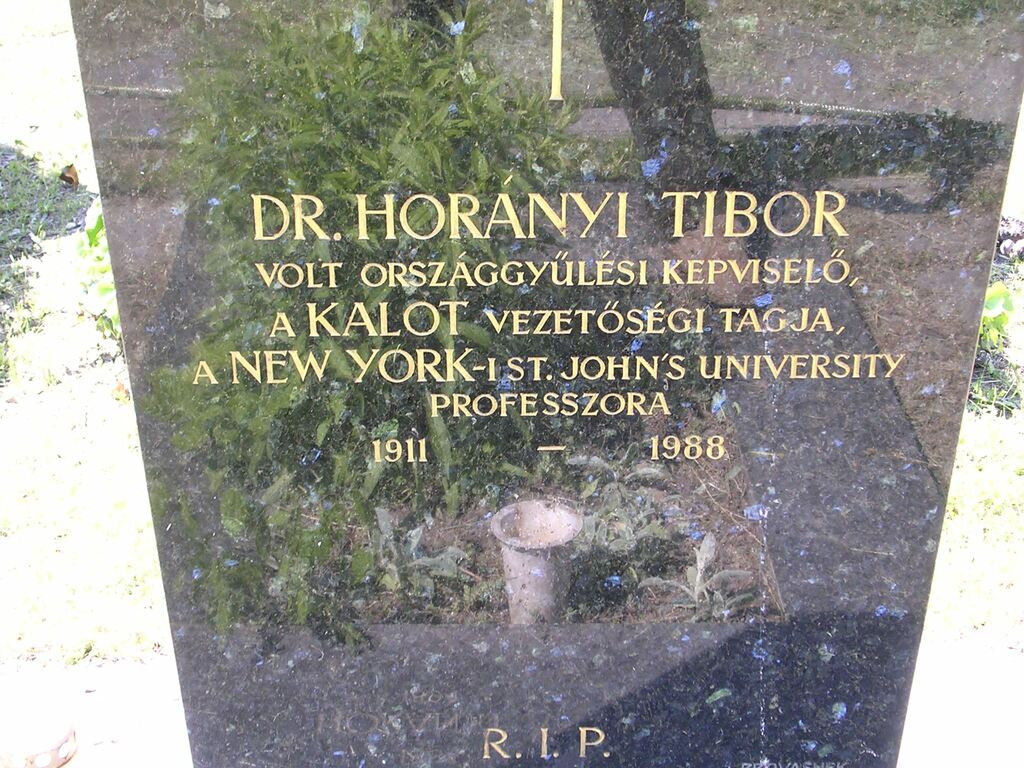 DR. HORÁNYI TIBOR
VOLT ORSZÁGGYŰLÉSI KEPVISELŐ,
A KALOT VEZETŐSÉGI TAGJA,
A NEW YORK-I ST. JOHN'S UNIVERSITY
PROFESSZORA
1911 — 1988
R. I. P.